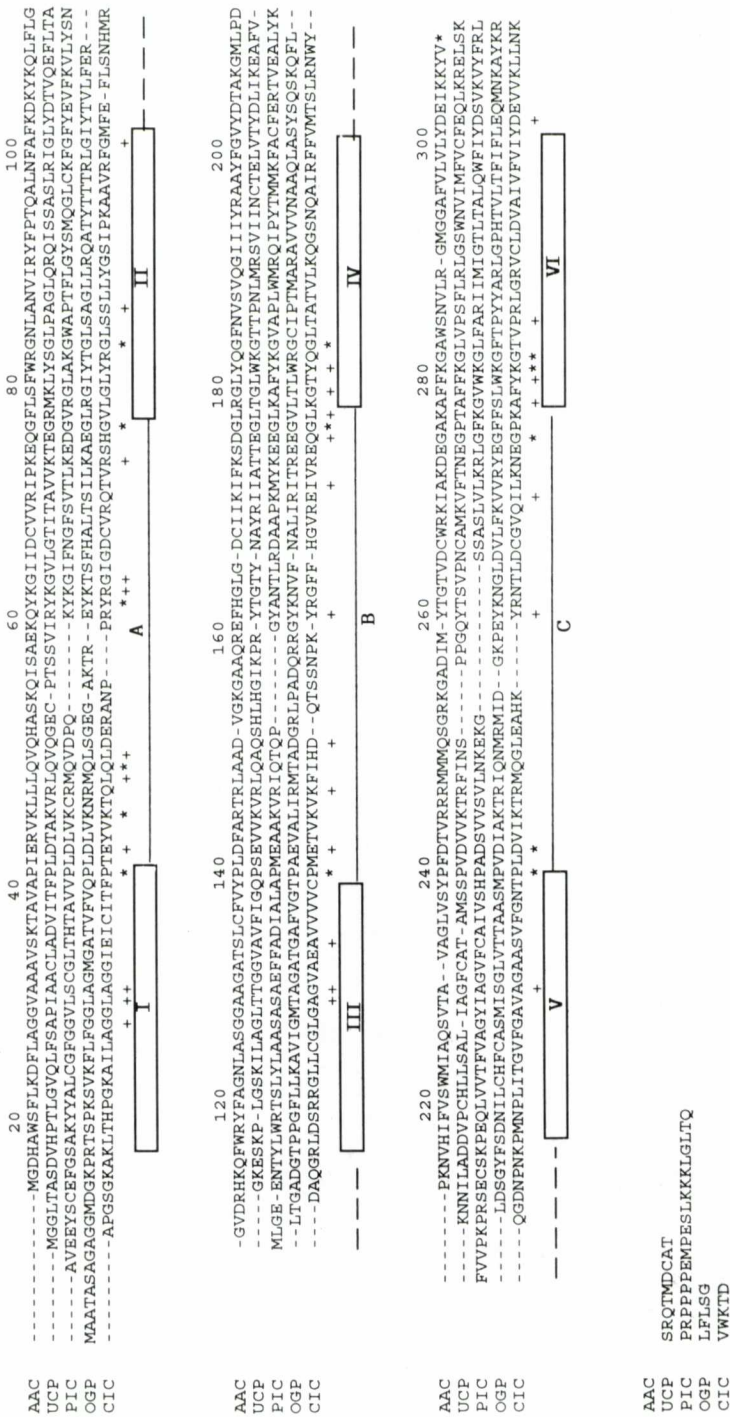 20 40 60 80 100
AAC ----------MGDHAWSFLKDFLAGGVAAAVSKTAVAPIERVKLLLQVQHASKQISAEKQYKGIIDCVVRIPKEQGFLSFWRGNLANVIRYFPTQALNFAFKDKYKQLFLG
UCP -------MGGLTASDVHPTLGVQLFSAPIAACLADVITFPLDTAKVRLQVQGEC-PTSSVIRYKGVLGTITAVVKTEGRMKLYSGLPAGLQRQISSASLRIGLYDTVQEFLTA
PIC -----AVEEYSCEFGSAKYYALCGFGGVLSCGLTHTAVVPLDLVKCRMQVDPQ--------KYKGIFNGFSVTLKEDGVRGLAKGWAPTFLGYSMQGLCKFGFYEVFKVLYSN
OGP MAATASAGAGGMDGKPRTSPKSVKFLFGGLAGMGATVFVQPLDLVKNRMQLSGEG-AKTR--EYKTSFHALTSILKAEGLRGIYTGLSAGLLRQATYTTTRLGIYTVLFER--
CIC --------APGSGKAKLTHPGKAILAGGLAGGIEICITFPTEYVKTQLQLDERANP----PRYRGIGDCVRQTVRSHGVLGLYRGLSSLLYGSIPKAAVRFGMFE-FLSNHMR
+ ++ * + * +*+ *++ + * * + +
I A II
120 140 160 180 200
AAC -GVDRHKQFWRYFAGNLASGGAAGATSLCFVYPLDFARTRLAAD-VGKGAAQREFHGLG-DCIIKIFKSDGLRGLYQGFNVSVQGIIIYRAAYFGVYDTAKGMLPD
UCP -----GKESKP-LGSKILAGLTTGGVAVFIGQPSEVVKVRLQAQSHLHGIKPR-YTGTY-NAYRIIATTEGLTGLWKGTTPNLMRSVIINCTELVTYDLIKEAFV-
PIC MLGE-ENTYLWRTSLYLAASASAEFFADIALAPMEAAKVRIQTQP--------GYANTLRDAAPKMYKEEGLKAFYKGVAPLWMRQIPYTMMKFACFERTVEALYK
OGP --LTGADGTPPGFLLKAVIGMTAGATGAFVGTPAEVALIRMTADGRLPADQRRGYKNVF-NALIRITREEGVLTLWRGCIPTMARAVVVNAAQLASYSQSKQFL--
CIC -----DAQGRLDSRRGLLCGLGAGVAEAVVVVCPMETVKVKFIHD--QTSSNPK-YRGFF-HGVREIVREQGLKGTYQGLTATVLKQGSNQAIRFFVMTSLRNWY--
++ + * + + + + + +*+ + + *
III B IV
220 240 260 280 300
AAC --------PKNVHIFVSWMIAQSVTA--VAGLVSYPFDTVRRRMMMQSGRKGADIM-YTGTVDCWRKIAKDEGAKAFFKGAWSNVLR-GMGGAFVLVLYDEIKKYV*
UCP -----KNNILADDVPCHLLSAL-IAGFCAT-AMSSPVDVVKTRFINS------PPGQYTSVPNCAMKVFTNEGPTAFFKGLVPSFLRLGSWNVIMFVCFEQLKRELSK
PIC FVVPKPRSECSKPEQLVVTFVAGYIAGVFCAIVSHPADSVVSVLNKEKG----------SSASLVLKRLGFKGVWKGLFARIIMIGTLTALQWFIYDSVKVYFRL
OGP ----LDSGYFSDNILCHFCASMISGLVTTAASMPVDIAKTRIQNMRMID--GKPEYKNGLDVLFKVVRYEGFFSLWKGFTPYYARLGPHTVLTFIFLEQMNKAYKR
CIC -----QGDNPNKPMNPLITGVFGAVAGAASVFGNTPLDVIKTRMQGLEAHK-----YRNTLDCGVQILKNEGPKAFYKGTVPRLGRVCLDVAIVFVIYDEVVKLLNK
+ * * + + * + +** + +
V C VI
AAC
UCP SRQTMDCAT
PIC PRPPPPEMPESLKKKLGLTQ
OGP LFLSG
CIC VWKTD